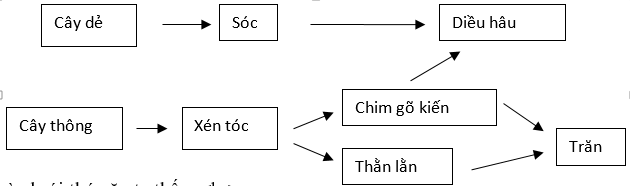 Cây dẻ
Sóc
Diều hâu
Chim gõ kiến
Cây thông
Xén tóc
Trăn
Thằn lằn